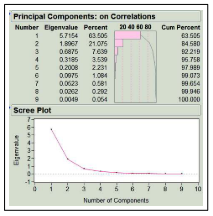 Principal Components: on Correlations
Number Eigenvalue Percent 20 40 60 80 Cum Percent
1 5.7154 63.505 63.505
2 1.8967 21.075 84.580
3 0.6875 7.639 92.219
4 0.3185 3.539 95.758
5 0.2008 2.231 97.989
6 0.0975 1.084 99.073
7 0.0523 0.581 99.654
8 0.0262 0.292 99.946
9 0.0049 0.054 100.000
Scree Plot
7
6
5
4
3
2
1
0
-1
Eigenvalue
0 1 2 3 4 5 6 7 8 9 10
Number of Components